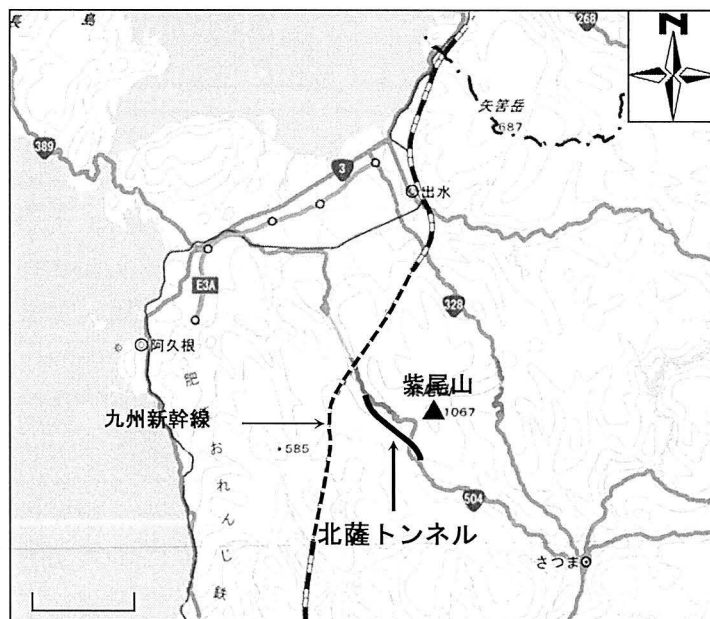 長島
268
N
矢筈岳
687
389
3
出水
E3A
328
阿久根
紫尾山
1067
九州新幹線
585
肥
おれんじ鉄
504
北薩トンネル
さつま